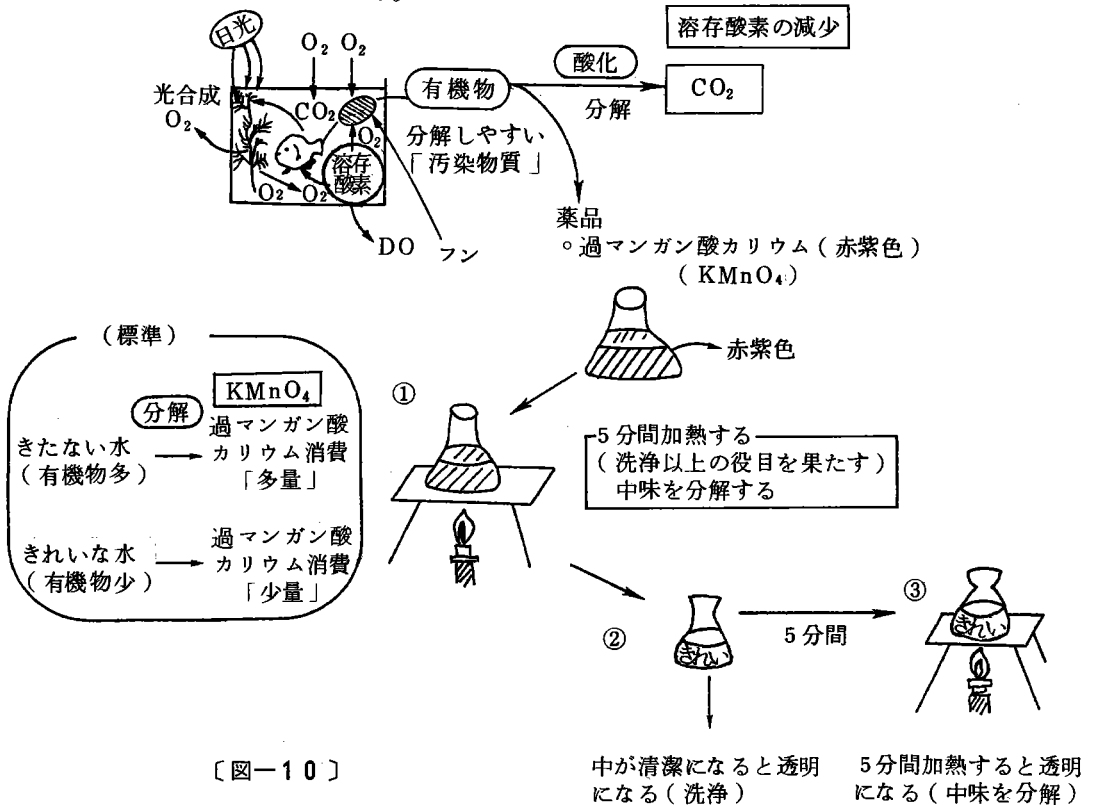 溶存酸素の減少
日光
O₂ O₂
酸化
有機物
CO₂
分解
光合成
O₂
CO₂
O₂
分解しやすい
「汚染物質」
溶存
酸素
O₂ O₂
DO
フン
薬品
○過マンガン酸カリウム(赤紫色)
(KMnO₄)
赤紫色
(標準)
KMnO₄
分解
きたない水
(有機物多)
過マンガン酸
カリウム消費
「多量」
きれいな水
(有機物少)
過マンガン酸
カリウム消費
「少量」
①
5分間加熱する
(洗浄以上の役目を果たす)
中味を分解する
②
きれい
5分間
③
きれい
中が清潔になると透明
になる(洗浄)
5分間加熱すると透明
になる(中味を分解)
〔図-10〕